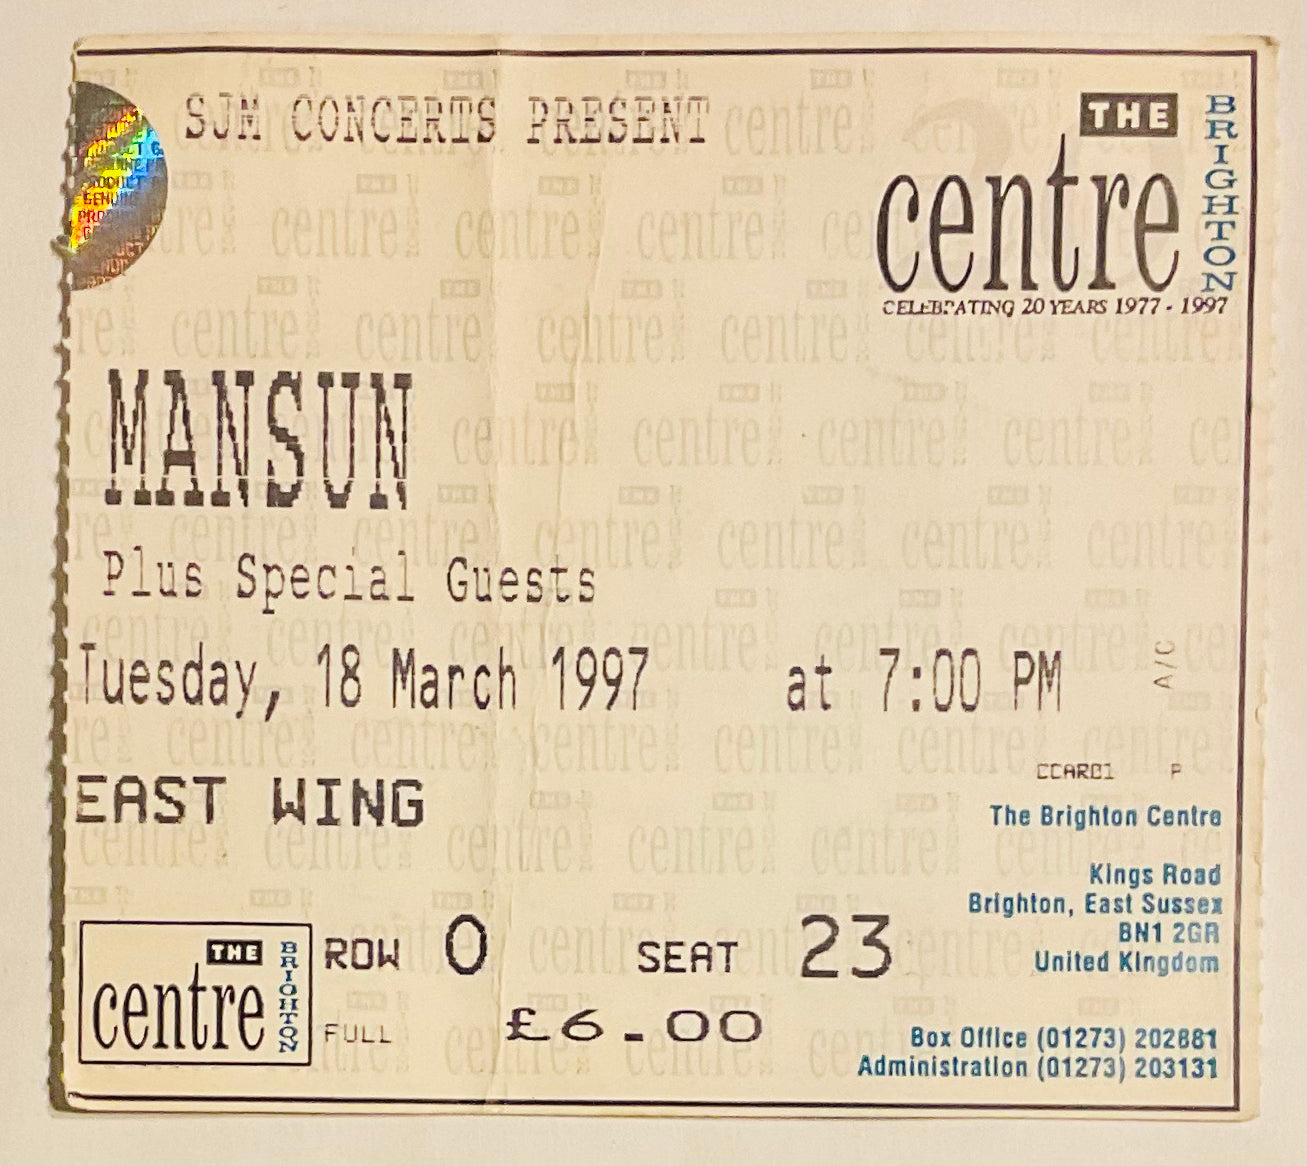 SJM CONCERTS PRESENT
THE
centre
BRIGHTON
CELEBRATING 20 YEARS 1977 - 1997
MANSUN
Plus Special Guests
Tuesday, 18 March 1997 at 7:00 PM
A/C
CCARD1 P
EAST WING
The Brighton Centre
Kings Road
Brighton, East Sussex
BN1 2GR
United Kingdom
THE
centre
BRIGHTON
ROW O SEAT 23
FULL £6.00
Box Office (01273) 202881
Administration (01273) 203131